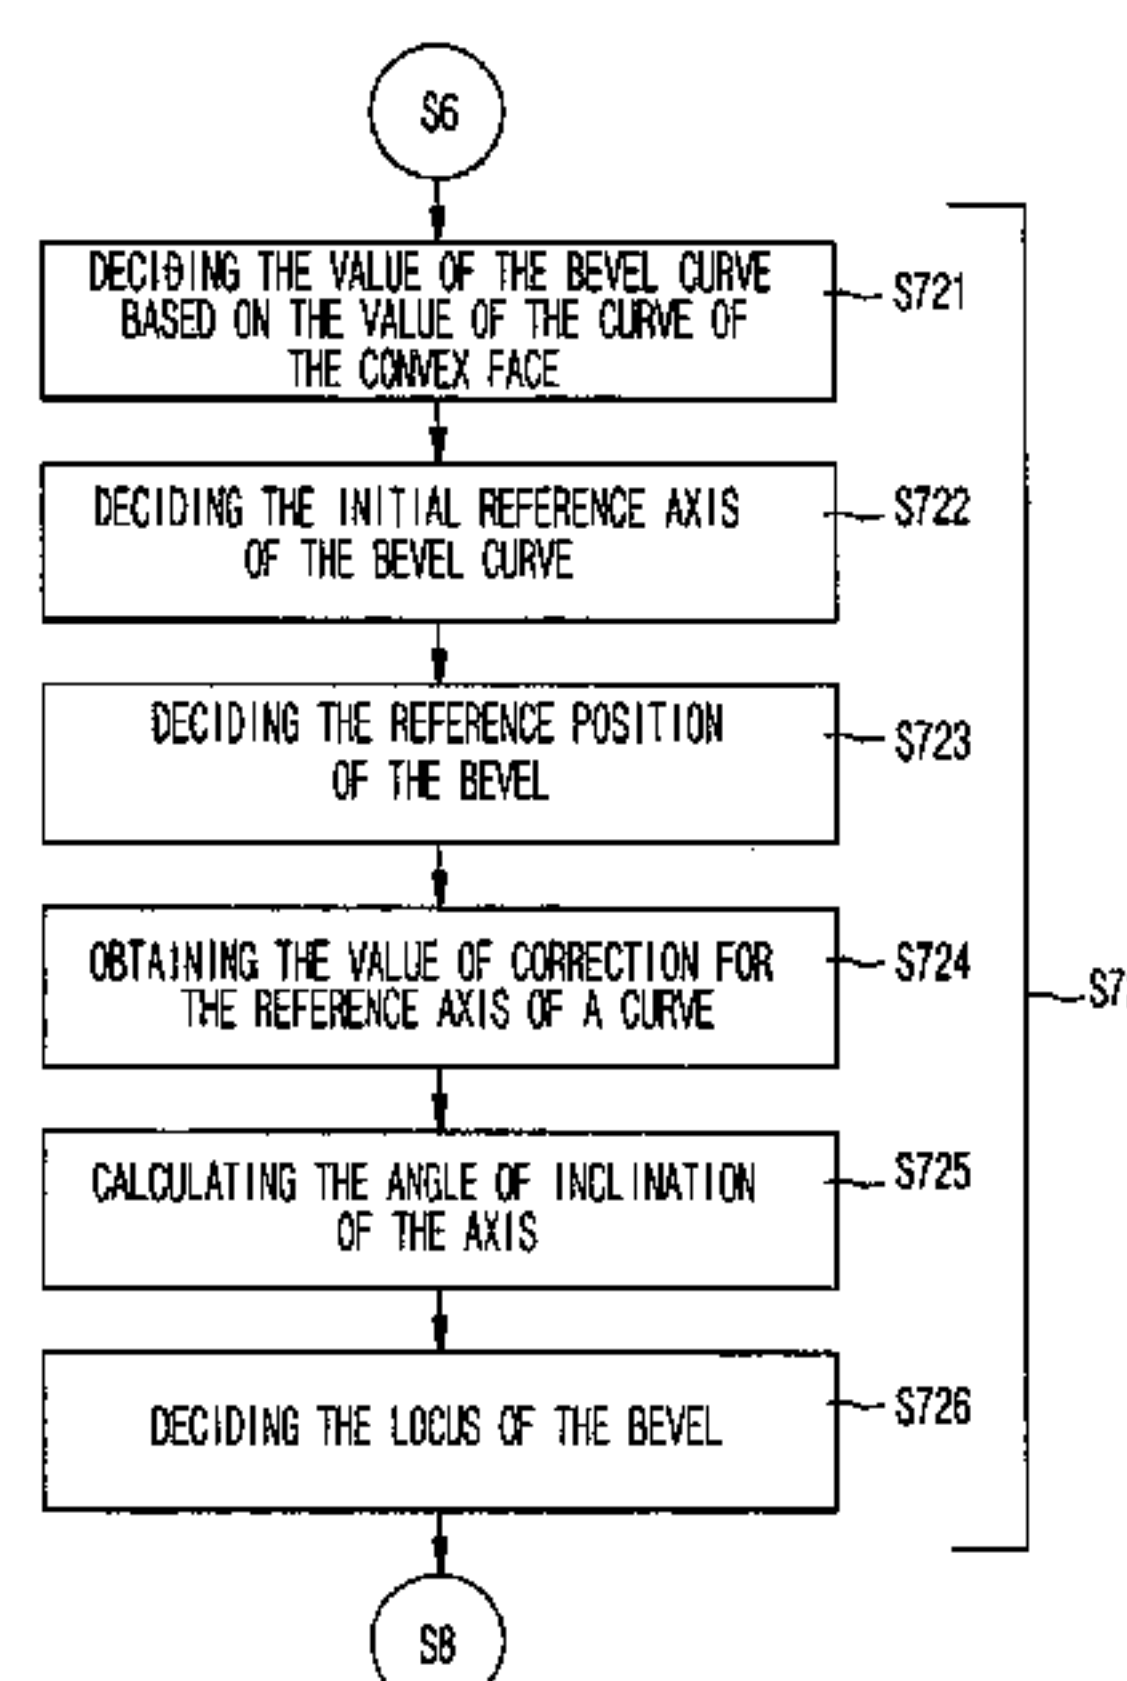 S6
DECIDING THE VALUE OF THE BEVEL CURVE
BASED ON THE VALUE OF THE CURVE OF
THE CONVEX FACE
S721
DECIDING THE INITIAL REFERENCE AXIS
OF THE BEVEL CURVE
S722
DECIDING THE REFERENCE POSITION
OF THE BEVEL
S723
OBTAINING THE VALUE OF CORRECTION FOR
THE REFERENCE AXIS OF A CURVE
S724
CALCULATING THE ANGLE OF INCLINATION
OF THE AXIS
S725
DECIDING THE LOCUS OF THE BEVEL
S726
S8